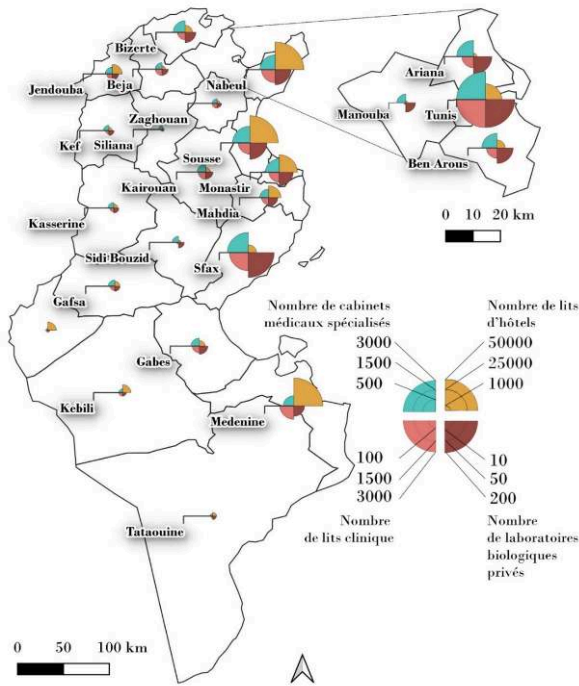 Bizerte
Jendouba
Beja
Nabeul
Zaghouan
Kef
Siliana
Sousse
Kairouan
Monastir
Mahdia
Kasserine
Sidi Bouzid
Sfax
Gafsa
Gabes
Kebili
Medenine
Tataouine
Ariana
Manouba
Tunis
Ben Arous
0 10 20 km
Nombre de cabinets
médicaux spécialisés
3000
1500
500
Nombre de lits
d'hôtels
50000
25000
1000
100
1500
3000
Nombre
de lits clinique
10
50
200
Nombre
de laboratoires
biologiques
privés
0 50 100 km